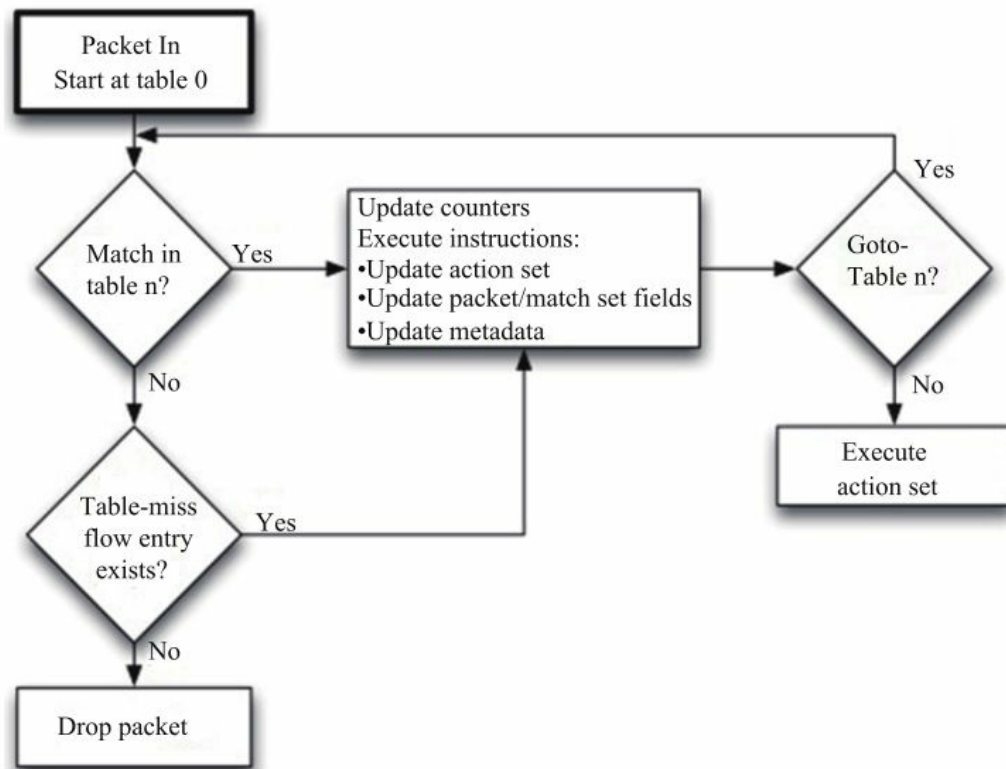 Packet In
Start at table 0
Match in
table n?
Yes
No
Update counters
Execute instructions:
•Update action set
•Update packet/match set fields
•Update metadata
Goto-
Table n?
Yes
No
Execute
action set
Table-miss
flow entry
exists?
Yes
No
Drop packet